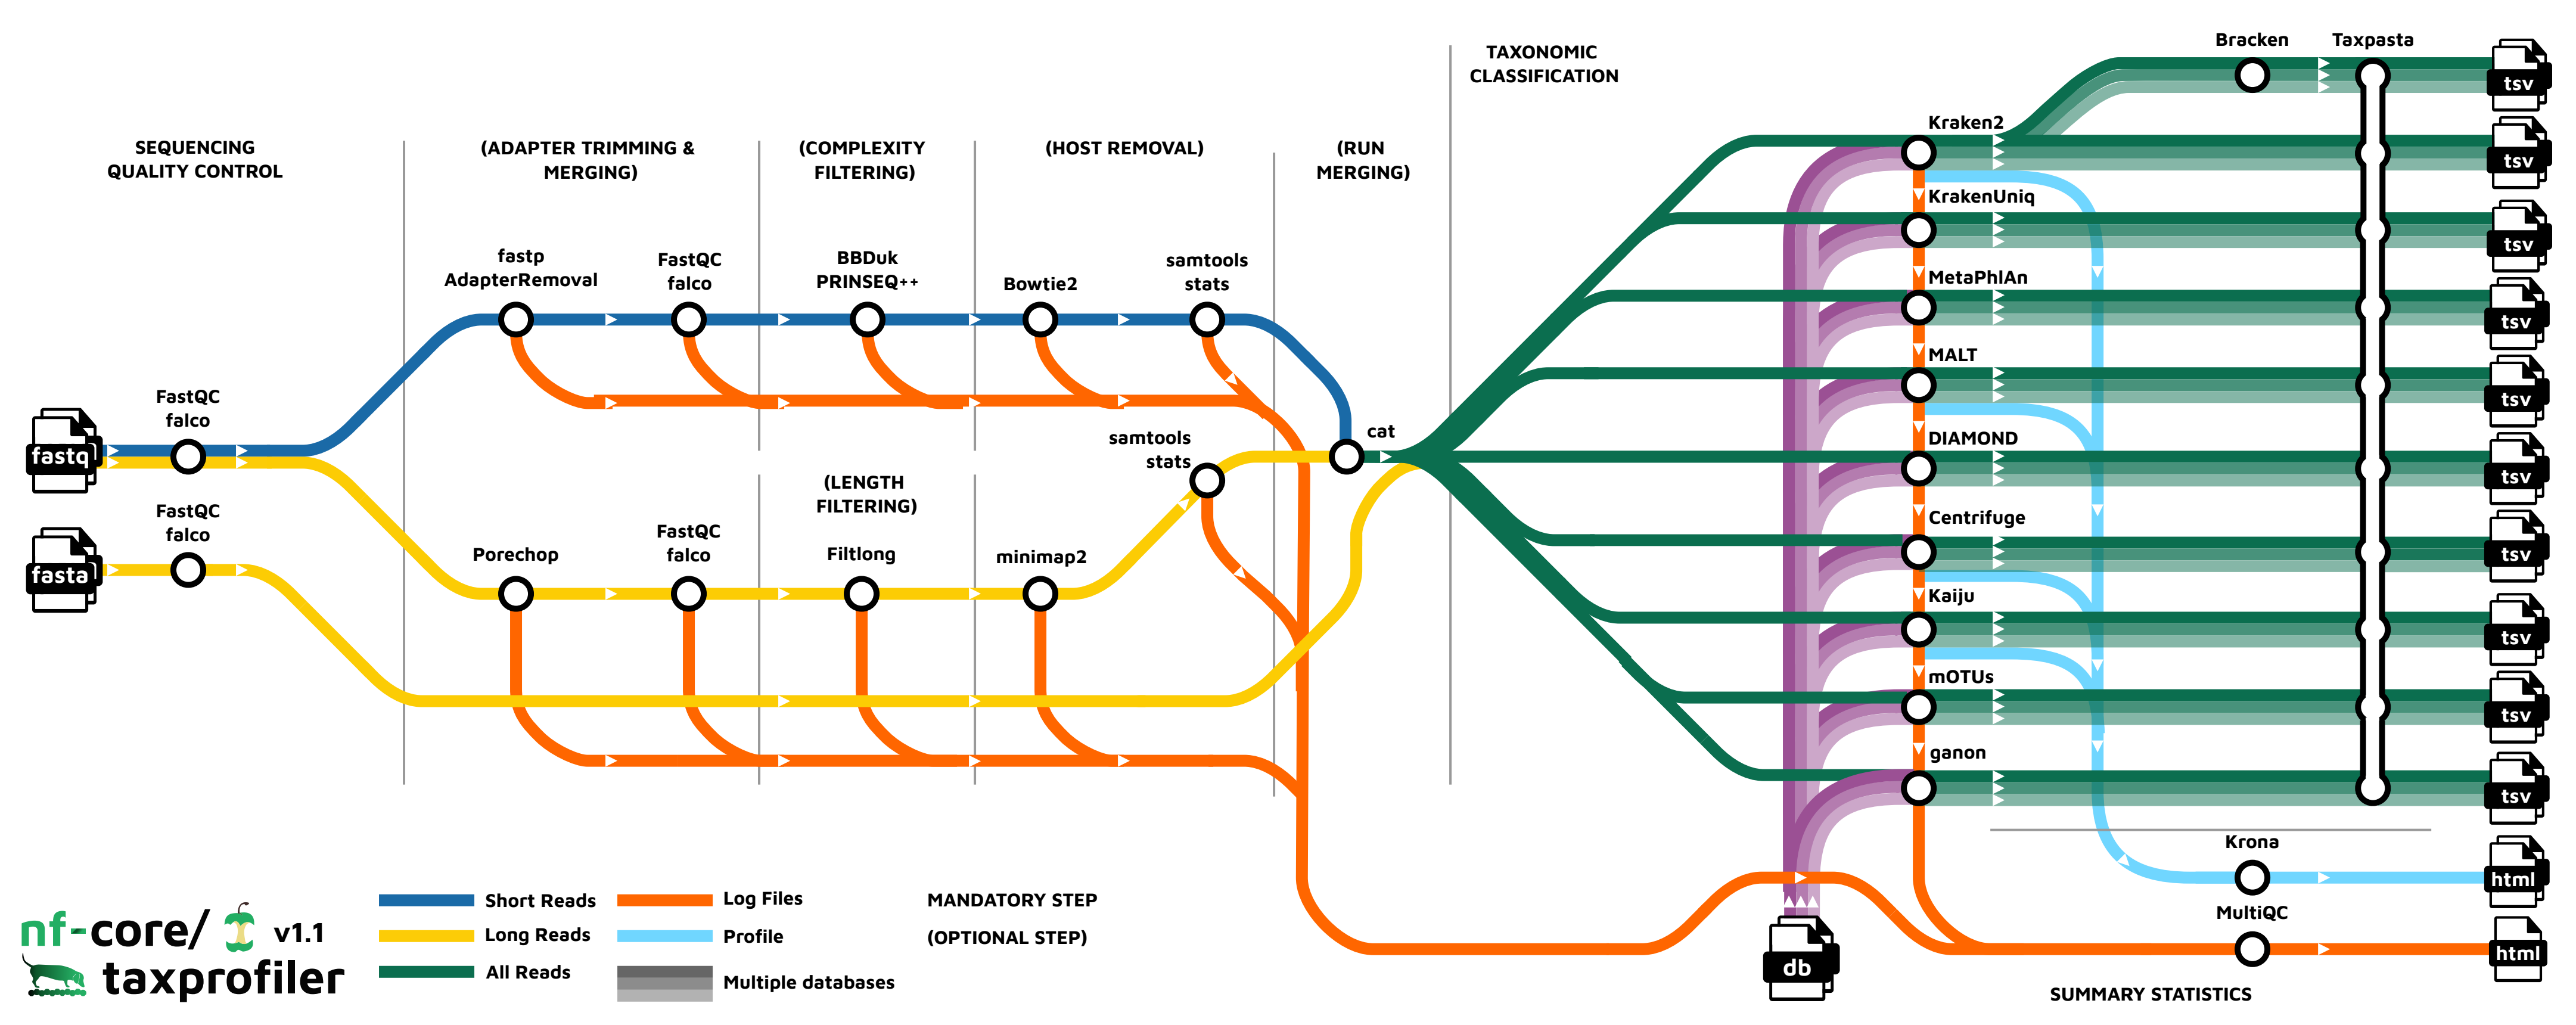 SEQUENCING
QUALITY CONTROL
(ADAPTER TRIMMING &
MERGING)
(COMPLEXITY
FILTERING)
(HOST REMOVAL)
(RUN
MERGING)
TAXONOMIC
CLASSIFICATION
fastq
FastQC
falco
fasta
FastQC
falco
fastp
AdapterRemoval
FastQC
falco
BBDuk
PRINSEQ++
Bowtie2
samtools
stats
Porechop
FastQC
falco
(LENGTH
FILTERING)
Filtlong
minimap2
samtools
stats
cat
Kraken2
KrakenUniq
MetaPhlAn
MALT
DIAMOND
Centrifuge
Kaiju
mOTUs
ganon
Bracken
Taxpasta
tsv
tsv
tsv
tsv
tsv
tsv
tsv
tsv
tsv
tsv
Krona
html
MultiQC
html
db
SUMMARY STATISTICS
nf-core/
v1.1
taxprofiler
Short Reads
Long Reads
All Reads
Log Files
Profile
Multiple databases
MANDATORY STEP
(OPTIONAL STEP)